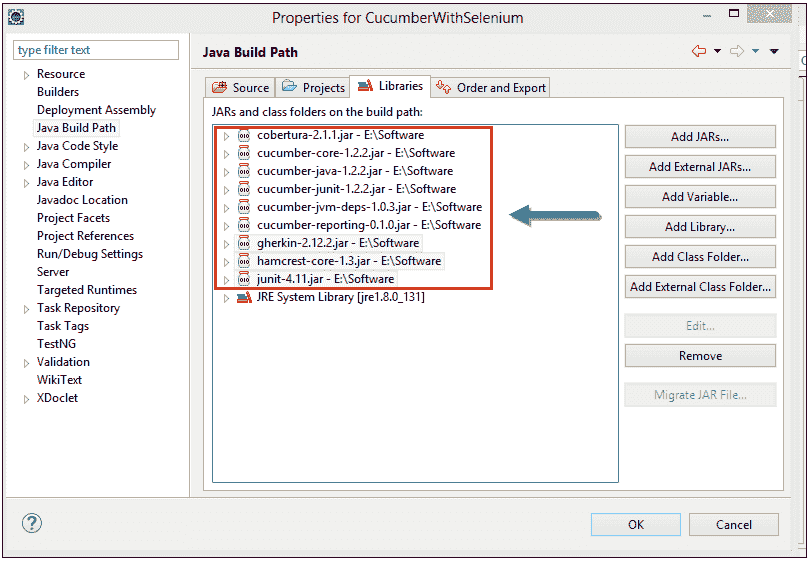 Properties for CucumberWithSelenium
type filter text
Resource
Builders
Deployment Assembly
Java Build Path
Java Code Style
Java Compiler
Java Editor
Javadoc Location
Project Facets
Project References
Run/Debug Settings
Server
Targeted Runtimes
Task Repository
Task Tags
TestNG
Validation
WikiText
XDoclet
Java Build Path
Source
Projects
Libraries
Order and Export
JARs and class folders on the build path:
cobertura-2.1.1.jar - E:\Software
cucumber-core-1.2.2.jar - E:\Software
cucumber-java-1.2.2.jar - E:\Software
cucumber-junit-1.2.2.jar - E:\Software
cucumber-jvm-deps-1.0.3.jar - E:\Software
cucumber-reporting-0.1.0.jar - E:\Software
gherkin-2.12.2.jar - E:\Software
hamcrest-core-1.3.jar - E:\Software
junit-4.11.jar - E:\Software
JRE System Library [jre1.8.0_131]
Add JARs...
Add External JARs...
Add Variable...
Add Library...
Add Class Folder...
Add External Class Folder...
Edit...
Remove
Migrate JAR File...
OK
Cancel